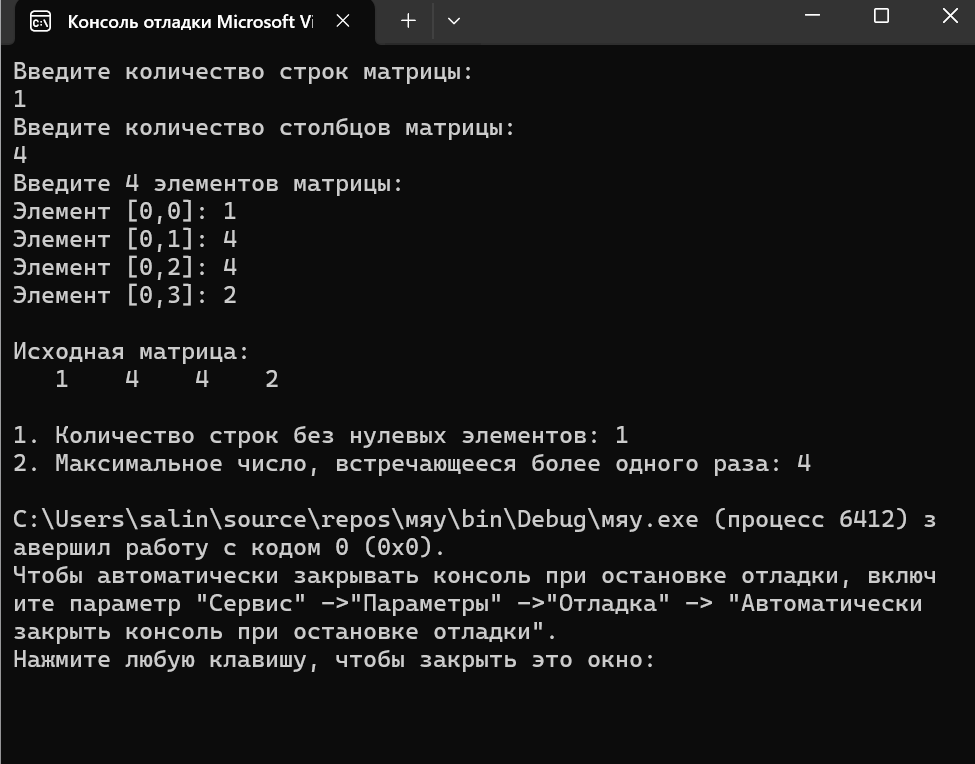 Консоль отладки Microsoft Vi
Введите количество строк матрицы:
1
Введите количество столбцов матрицы:
4
Введите 4 элементов матрицы:
Элемент [0,0]: 1
Элемент [0,1]: 4
Элемент [0,2]: 4
Элемент [0,3]: 2
Исходная матрица:
1 4 4 2
1. Количество строк без нулевых элементов: 1
2. Максимальное число, встречающееся более одного раза: 4
C:\Users\salin\source\repos\мяу\bin\Debug\мяу.exe (процесс 6412) з
авершил работу с кодом 0 (0x0).
Чтобы автоматически закрывать консоль при остановке отладки, включ
ите параметр "Сервис" ->"Параметры" ->"Отладка" -> "Автоматически
закрыть консоль при остановке отладки".
Нажмите любую клавишу, чтобы закрыть это окно: